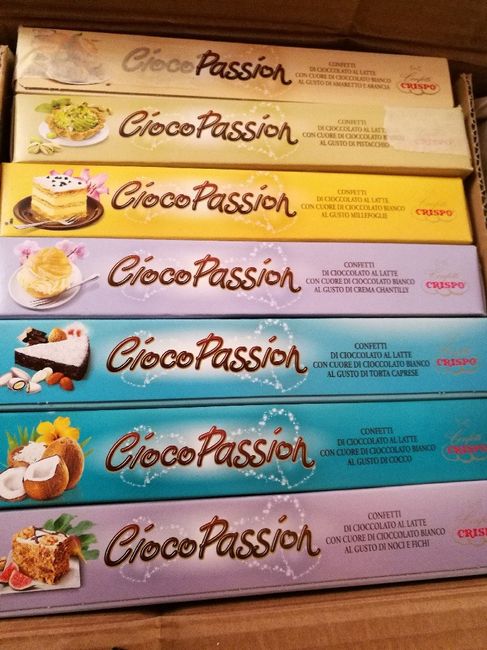 CiocoPassion
CONFETTI
DI CIOCCOLATO AL LATTE
CON CUORE DI CIOCCOLATO BIANCO
AL GUSTO DI AMARETTO E ARANCIA
Confetti
CRISPO
CiocoPassion
CONFETTI
DI CIOCCOLATO AL LATTE
CON CUORE DI CIOCCOLATO BIANCO
AL GUSTO DI PISTACCHIO
CiocoPassion
CONFETTI
DI CIOCCOLATO AL LATTE
CON CUORE DI CIOCCOLATO BIANCO
AL GUSTO MILLEFOGLIE
Confetti
CRISPO
CiocoPassion
CONFETTI
DI CIOCCOLATO AL LATTE
CON CUORE DI CIOCCOLATO BIANCO
AL GUSTO DI CREMA CHANTILLY
Confetti
CRISPO
CiocoPassion
CONFETTI
DI CIOCCOLATO AL LATTE
CON CUORE DI CIOCCOLATO BIANCO
AL GUSTO DI TORTA CAPRESE
Confetti
CRISPO
CiocoPassion
CONFETTI
DI CIOCCOLATO AL LATTE
CON CUORE DI CIOCCOLATO BIANCO
AL GUSTO DI COCCO
Confetti
CRISPO
CiocoPassion
CONFETTI
DI CIOCCOLATO AL LATTE
CON CUORE DI CIOCCOLATO BIANCO
AL GUSTO DI NOCI E FICHI
CRISP